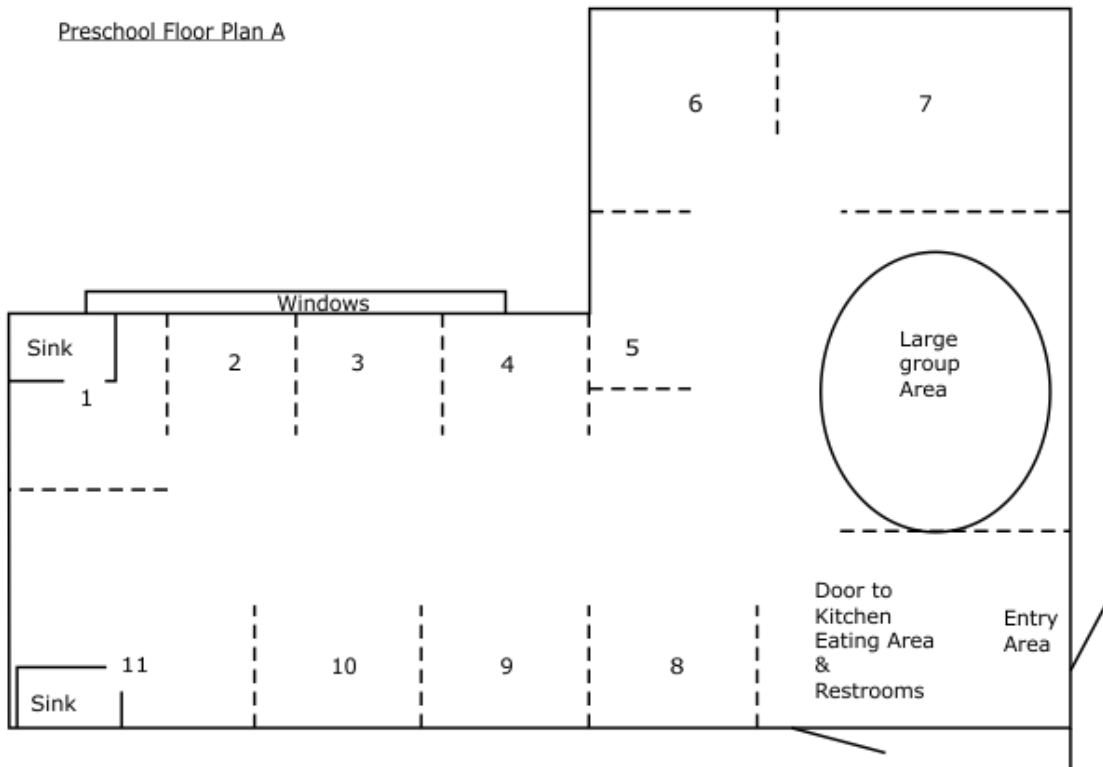 Preschool Floor Plan A
6
7
Windows
Sink
1
2
3
4
5
Large
group
Area
Door to
Kitchen
Eating Area
&
Restrooms
Entry
Area
11
Sink
10
9
8